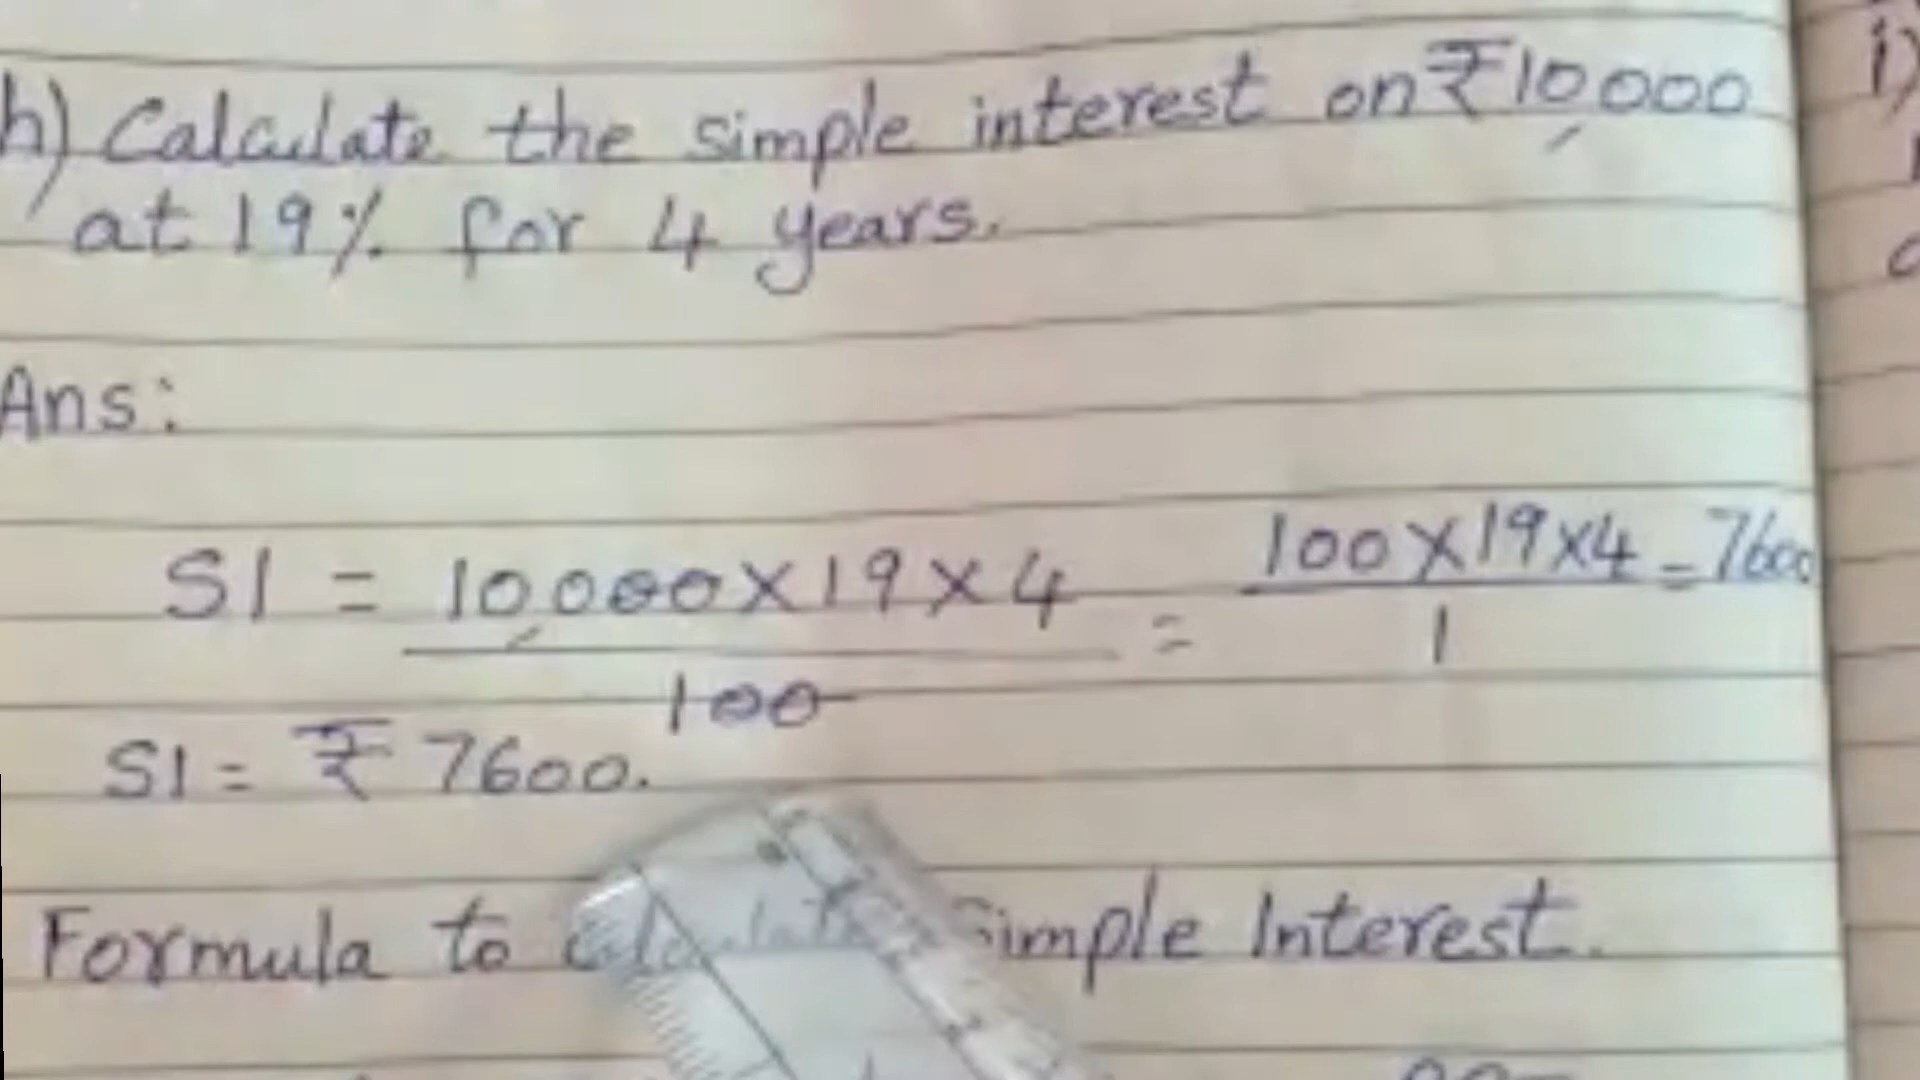 h) Calculate the simple interest on ₹10,000
at 19% for 4 years.
Ans:
SI = 10,000×19×4 / 100 = 100×19×4 / 1 = 7600
SI = ₹ 7600.
Formula to Calculate Simple Interest.
i)